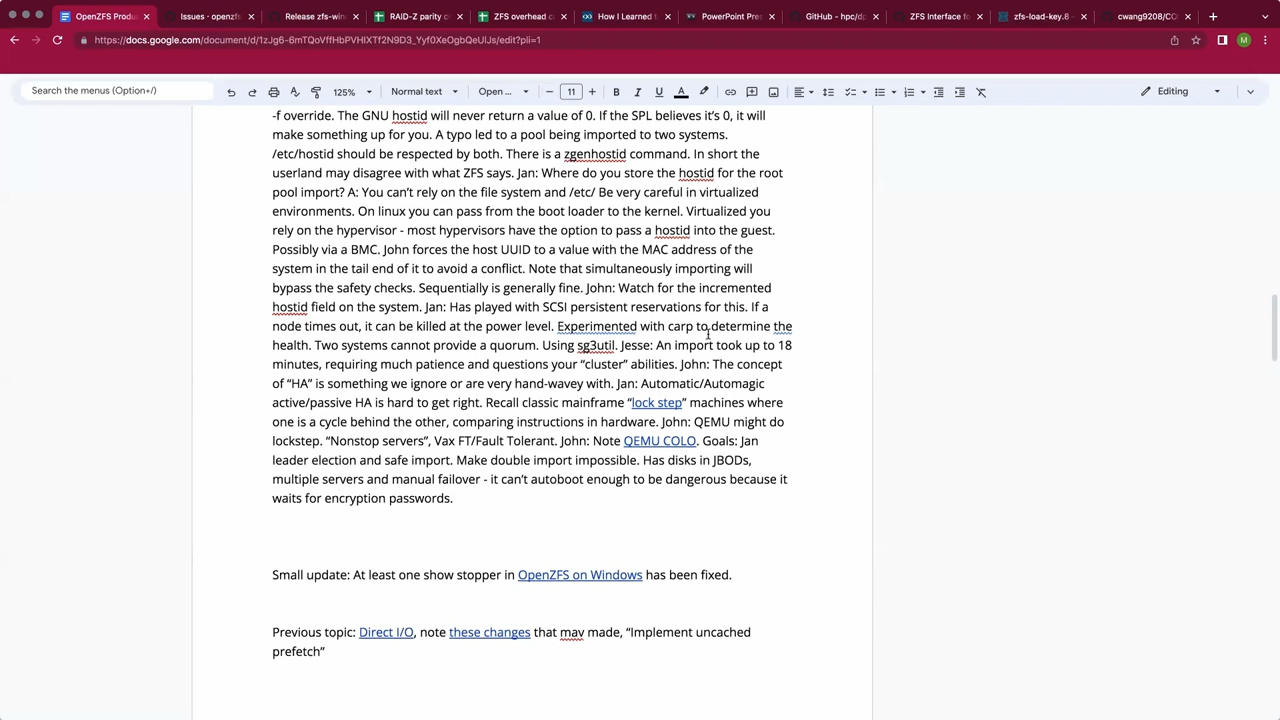 OpenZFS Produ
Issues · openzfs
Release zfs-win
RAID-Z parity c
ZFS overhead c
How I Learned
PowerPoint Pre
GitHub - hpc/dp
ZFS Interface fo
zfs-load-key.8 -
cwang9208/CO
https://docs.google.com/document/d/1zJg6-6mTQoVffHbPVHIXTf2N9D3_Yyf0XeOgbQeUlJs/edit?pli=1
M
Search the menus (Option+/)
125%
Normal text
Open ...
11
B
I
U
A
Editing
-f override. The GNU hostid will never return a value of 0. If the SPL believes it's 0, it will
make something up for you. A typo led to a pool being imported to two systems.
/etc/hostid should be respected by both. There is a zgenhostid command. In short the
userland may disagree with what ZFS says. Jan: Where do you store the hostid for the root
pool import? A: You can't rely on the file system and /etc/ Be very careful in virtualized
environments. On linux you can pass from the boot loader to the kernel. Virtualized you
rely on the hypervisor - most hypervisors have the option to pass a hostid into the guest.
Possibly via a BMC. John forces the host UUID to a value with the MAC address of the
system in the tail end of it to avoid a conflict. Note that simultaneously importing will
bypass the safety checks. Sequentially is generally fine. John: Watch for the incremented
hostid field on the system. Jan: Has played with SCSI persistent reservations for this. If a
node times out, it can be killed at the power level. Experimented with carp to determine the
health. Two systems cannot provide a quorum. Using sg3util. Jesse: An import took up to 18
minutes, requiring much patience and questions your “cluster” abilities. John: The concept
of “HA” is something we ignore or are very hand-wavey with. Jan: Automatic/Automagic
active/passive HA is hard to get right. Recall classic mainframe “lock step” machines where
one is a cycle behind the other, comparing instructions in hardware. John: QEMU might do
lockstep. “Nonstop servers”, Vax FT/Fault Tolerant. John: Note QEMU COLO. Goals: Jan
leader election and safe import. Make double import impossible. Has disks in JBODs,
multiple servers and manual failover - it can't autoboot enough to be dangerous because it
waits for encryption passwords.
Small update: At least one show stopper in OpenZFS on Windows has been fixed.
Previous topic: Direct I/O, note these changes that mav made, “Implement uncached
prefetch”